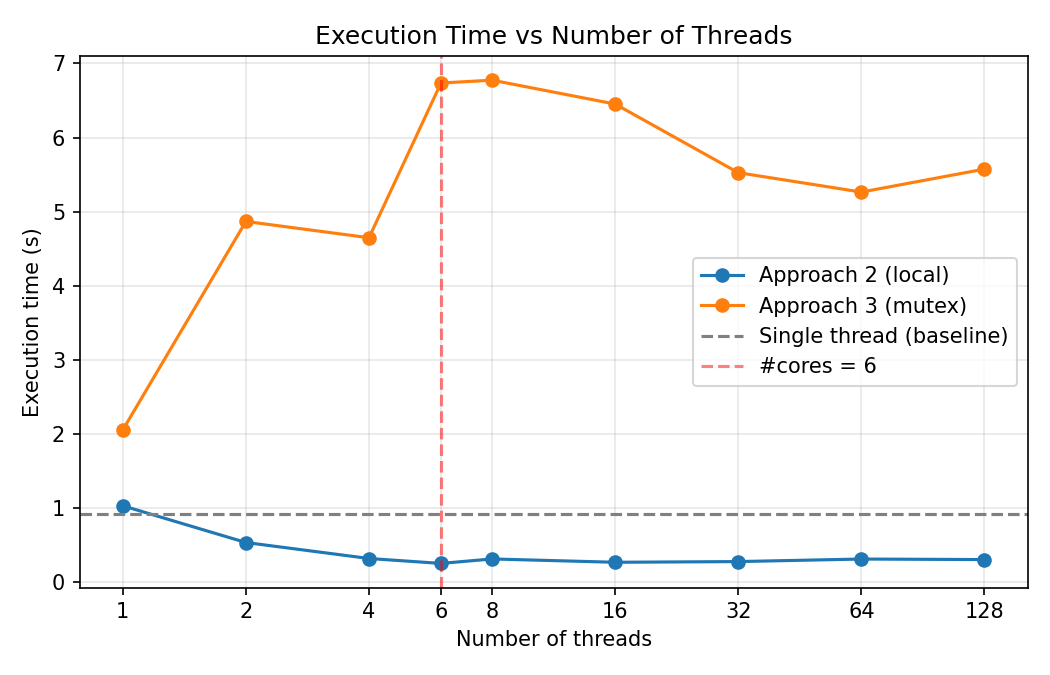 Execution Time vs Number of Threads
Execution time (s)
7
6
5
4
3
2
1
0
Approach 2 (local)
Approach 3 (mutex)
Single thread (baseline)
#cores = 6
1 2 4 6 8 16 32 64 128
Number of threads